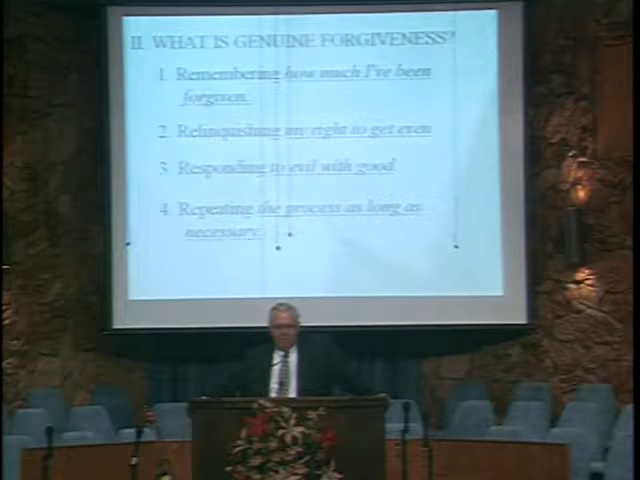 II. WHAT IS GENUINE FORGIVENESS?
1. Remembering how much I've been
forgiven.
2. Relinquishing my right to get even
3. Responding to evil with good
4. Repeating the process as long as
necessary.